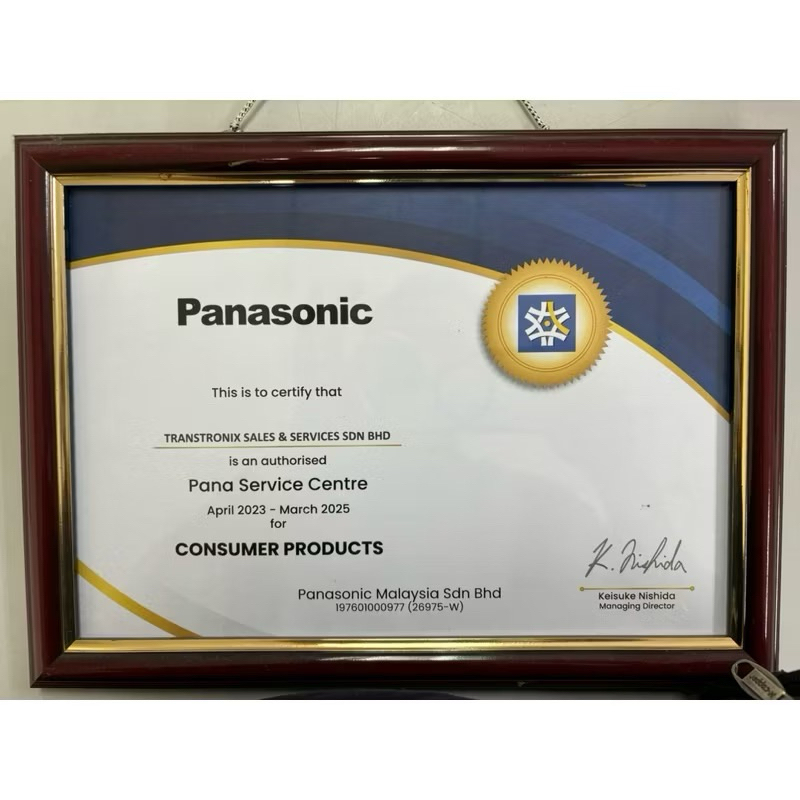 Panasonic
This is to certify that
TRANSTRONIX SALES & SERVICES SDN BHD
is an authorised
Pana Service Centre
April 2023 - March 2025
for
CONSUMER PRODUCTS
Panasonic Malaysia Sdn Bhd
197601000977 (26975-W)
K. Nishida
Keisuke Nishida
Managing Director